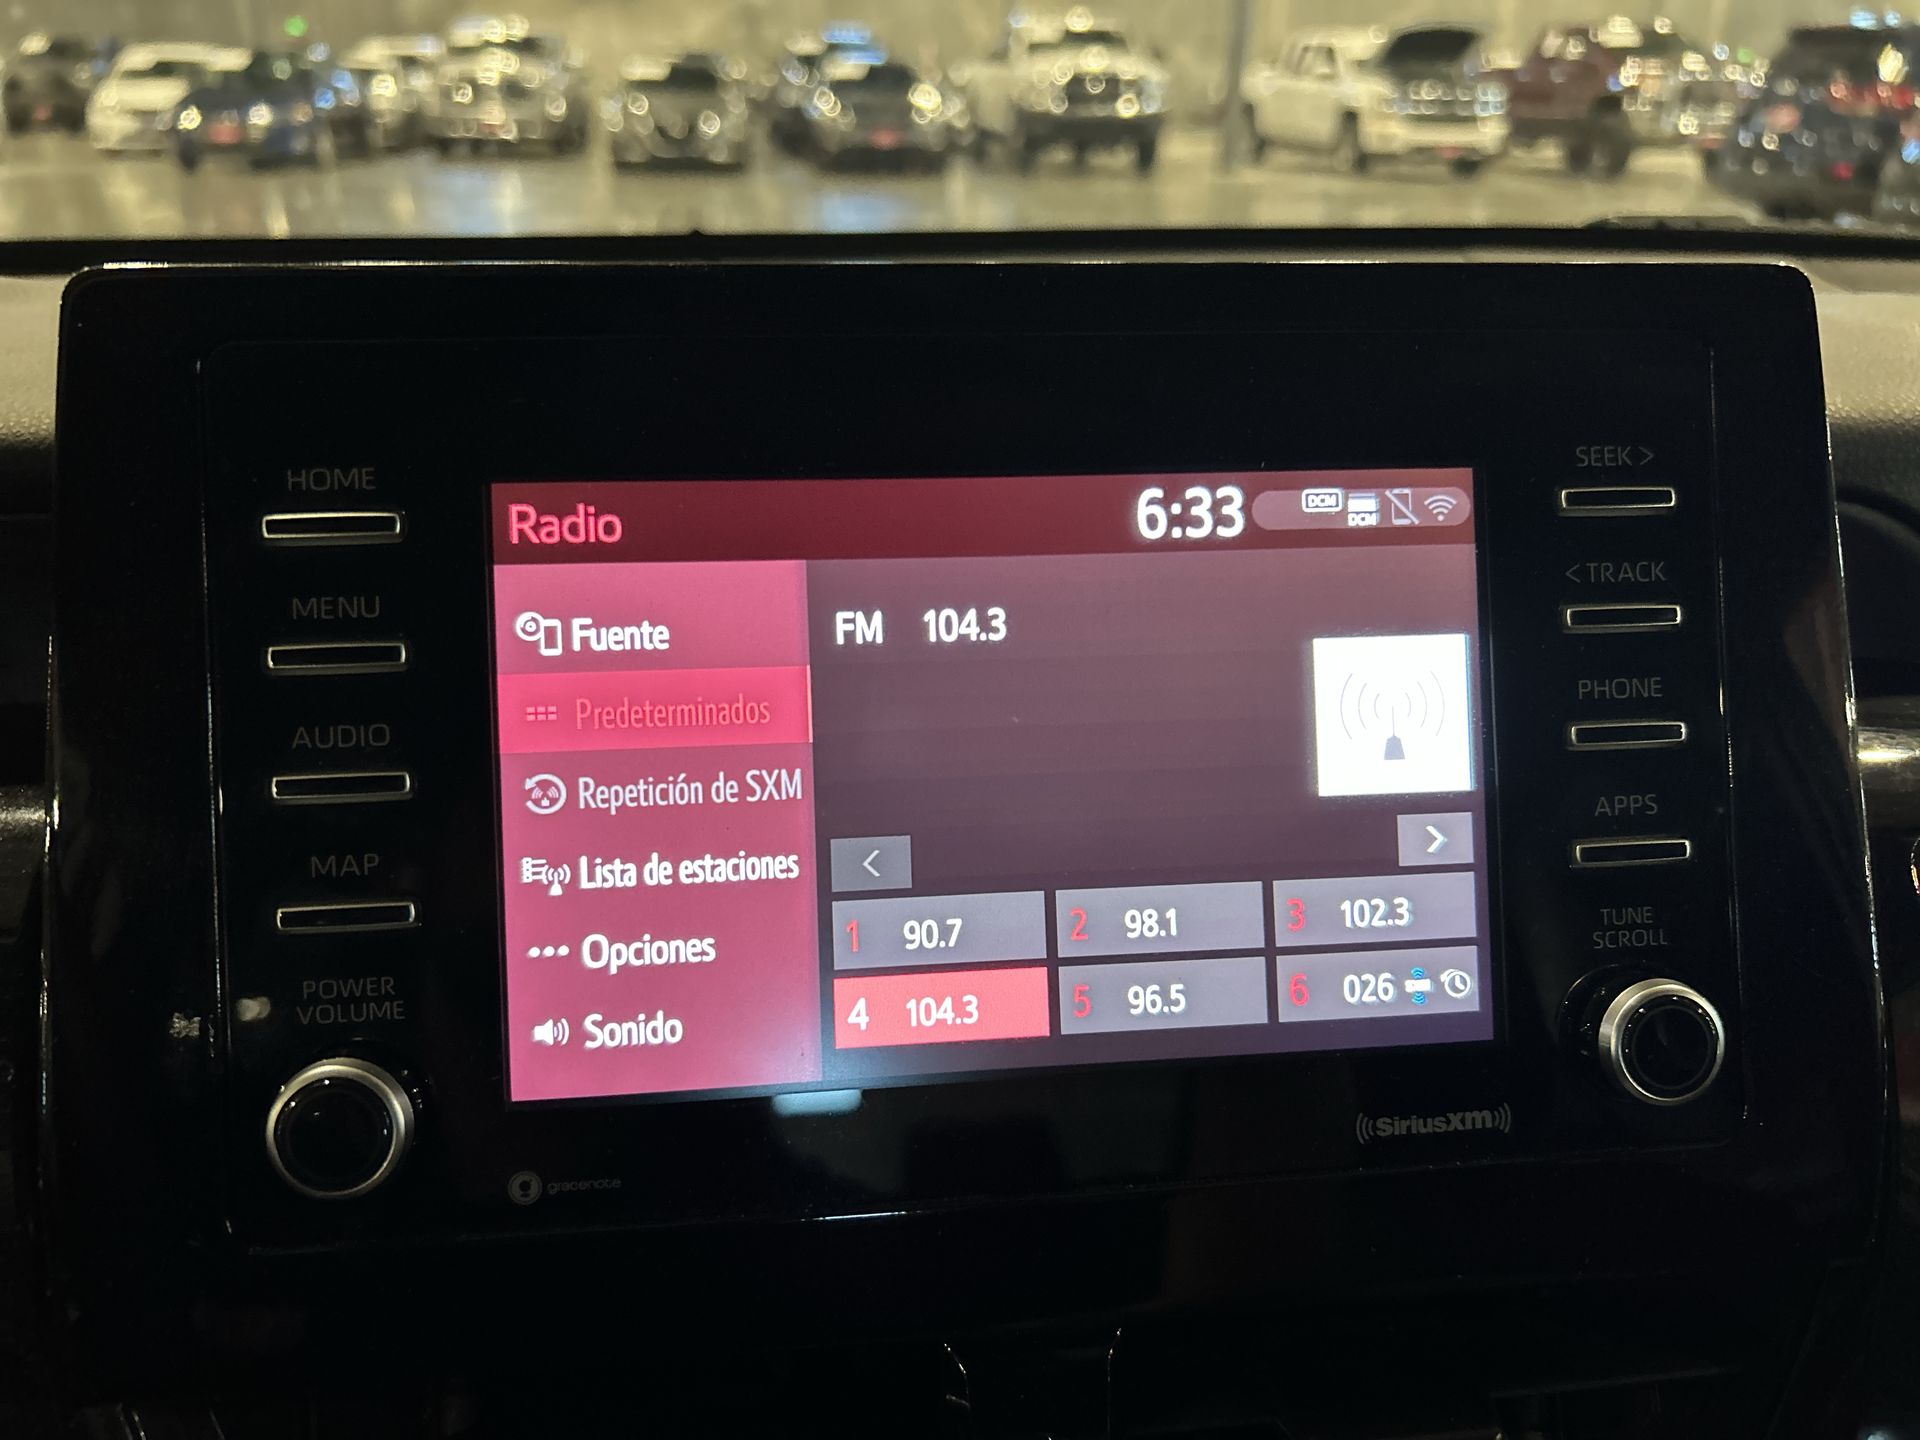 HOME
MENU
AUDIO
MAP
POWER
VOLUME
Radio
6:33
DCM
DCM
Fuente
Predeterminados
Repetición de SXM
Lista de estaciones
Opciones
Sonido
FM 104.3
<
>
1 90.7
2 98.1
3 102.3
4 104.3
5 96.5
6 026
SEEK >
< TRACK
PHONE
APPS
TUNE
SCROLL
gracenote
SiriusXM